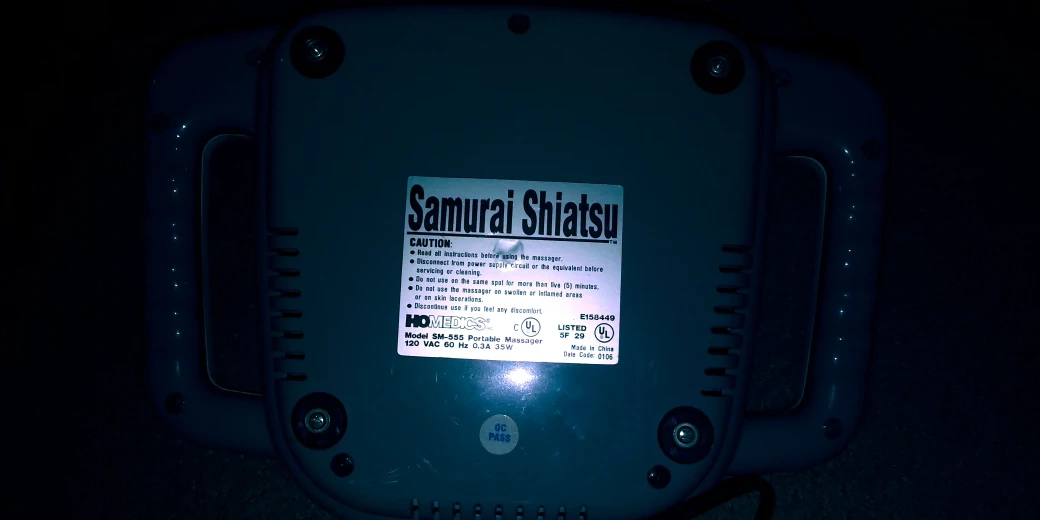 Samurai Shiatsu™
CAUTION:
● Read all instructions before using the massager.
● Disconnect from power supply circuit or the equivalent before
servicing or cleaning.
● Do not use on the same spot for more than five (5) minutes.
● Do not use the massager on swollen or inflamed areas
or on skin lacerations.
● Discontinue use if you feel any discomfort.
E158449
HOMEDICS®
C UL
LISTED
5F 29
UL
Model SM-555 Portable Massager
120 VAC 60 Hz 0.3A 35W
Made in China
Date Code: 0106
QC
PASS